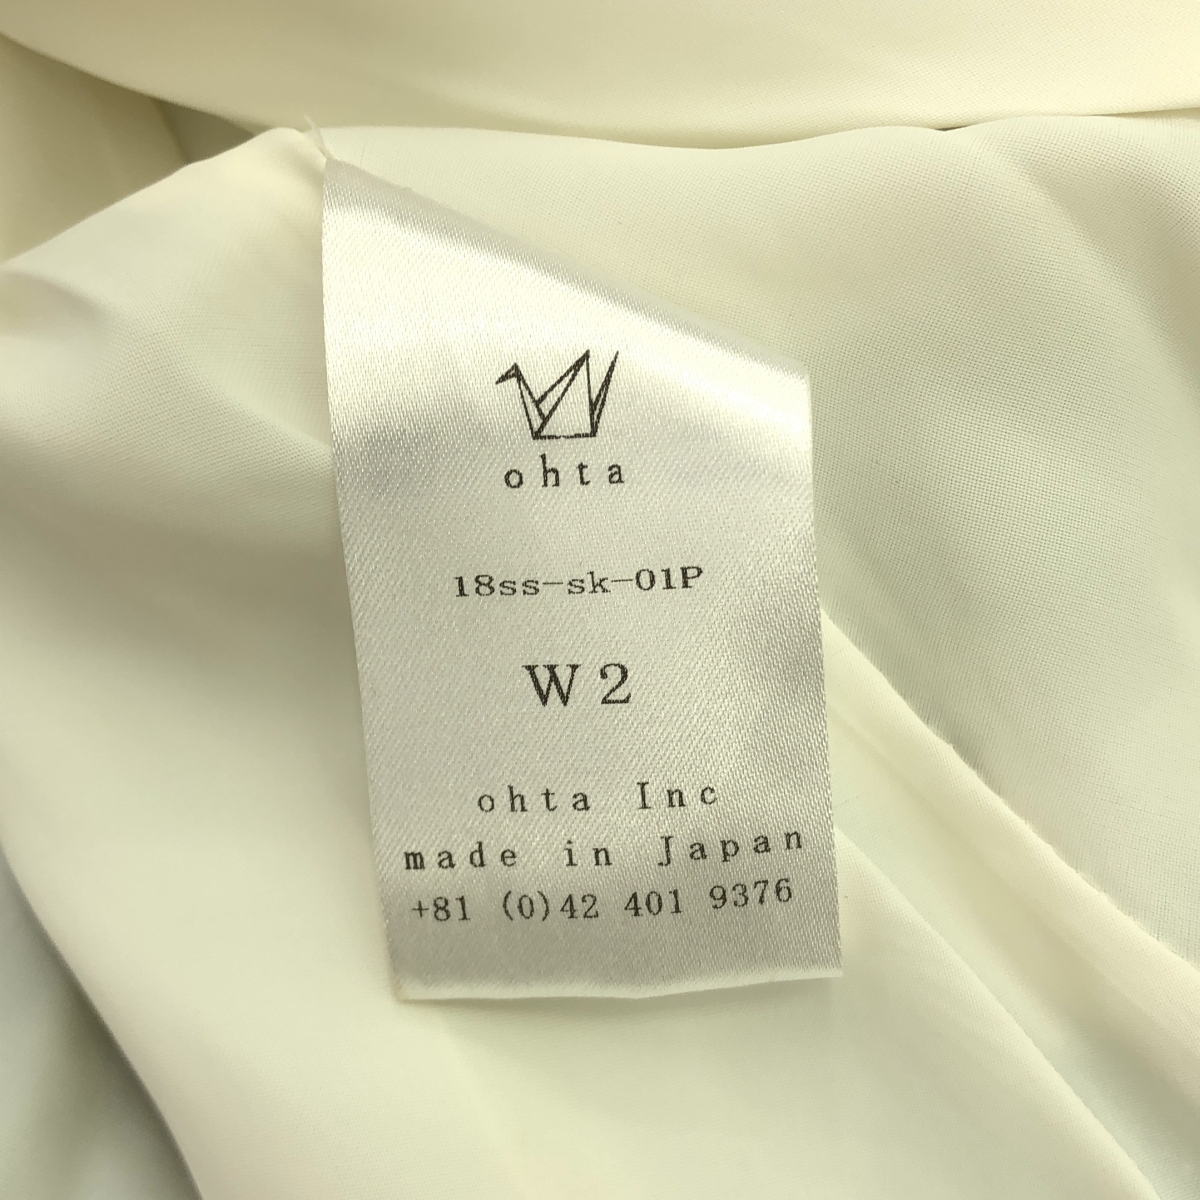 ohta
18ss-sk-01P
W2
ohta Inc
made in Japan
+81 (0)42 401 9376